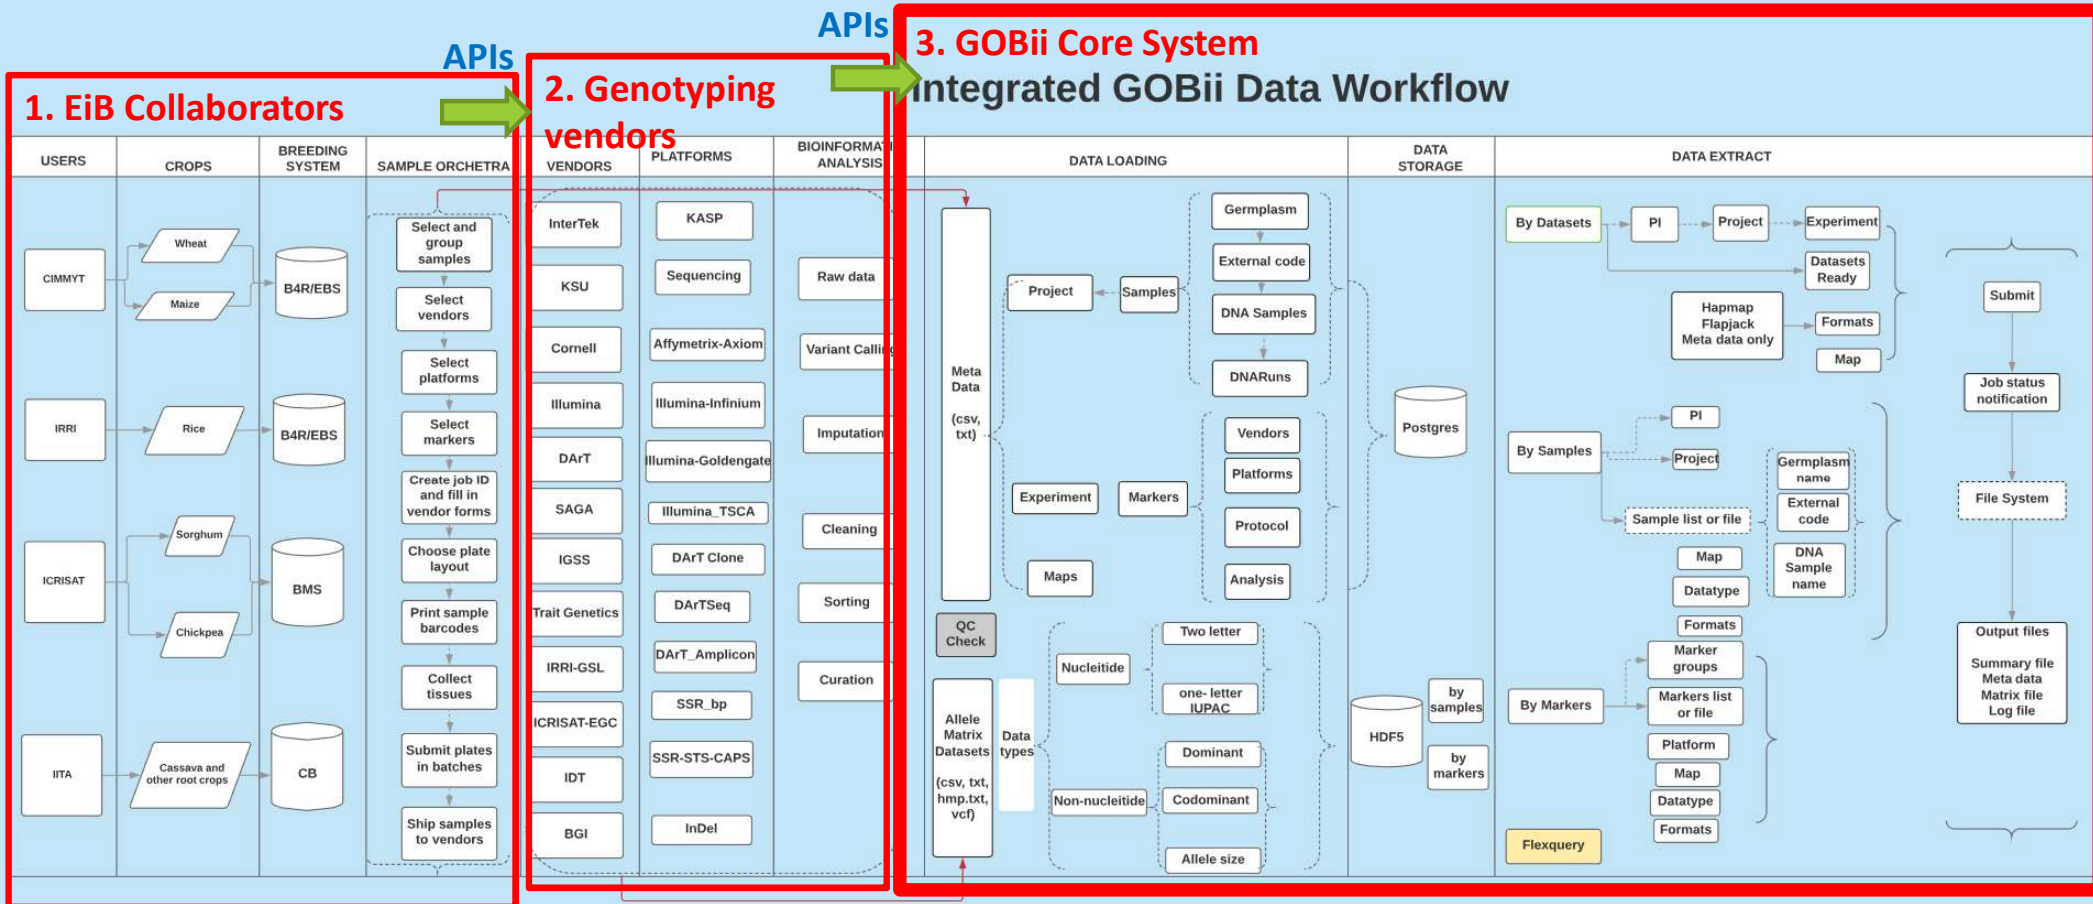 APIs
APIs
1. EiB Collaborators
2. Genotyping
vendors
3. GOBii Core System
Integrated GOBii Data Workflow
USERS
CROPS
BREEDING
SYSTEM
SAMPLE ORCHETRA
VENDORS
PLATFORMS
BIOINFORMATI
ANALYSIS
DATA LOADING
DATA
STORAGE
DATA EXTRACT
CIMMYT
IRRI
ICRISAT
IITA
Wheat
Maize
Rice
Sorghum
Chickpea
Cassava and
other root crops
B4R/EBS
B4R/EBS
BMS
CB
Select and
group
samples
Select
vendors
Select
platforms
Select
markers
Create job ID
and fill in
vendor forms
Choose plate
layout
Print sample
barcodes
Collect
tissues
Submit plates
in batches
Ship samples
to vendors
InterTek
KSU
Cornell
Illumina
DArT
SAGA
IGSS
Trait Genetics
IRRI-GSL
ICRISAT-EGC
IDT
BGI
KASP
Sequencing
Affymetrix-Axiom
Illumina-Infinium
Illumina-Goldengate
Illumina_TSCA
DArT Clone
DArTSeq
DArT_Amplicon
SSR_bp
SSR-STS-CAPS
InDel
Raw data
Variant Calling
Imputation
Cleaning
Sorting
Curation
Meta
Data
(csv,
txt)
QC
Check
Allele
Matrix
Datasets
(csv, txt,
hmp.txt,
vcf)
Data
types
Project
Samples
Germplasm
External code
DNA Samples
DNARuns
Experiment
Markers
Vendors
Platforms
Protocol
Analysis
Maps
Nucleitide
Two letter
one- letter
IUPAC
Non-nucleitide
Dominant
Codominant
Allele size
Postgres
HDF5
by
samples
by
markers
By Datasets
PI
Project
Experiment
Datasets
Ready
Hapmap
Flapjack
Meta data only
Formats
Map
By Samples
PI
Project
Sample list or file
Germplasm
name
External
code
DNA
Sample
name
Map
Datatype
Formats
By Markers
Marker
groups
Markers list
or file
Platform
Map
Datatype
Formats
Flexquery
Submit
Job status
notification
File System
Output files
Summary file
Meta data
Matrix file
Log file